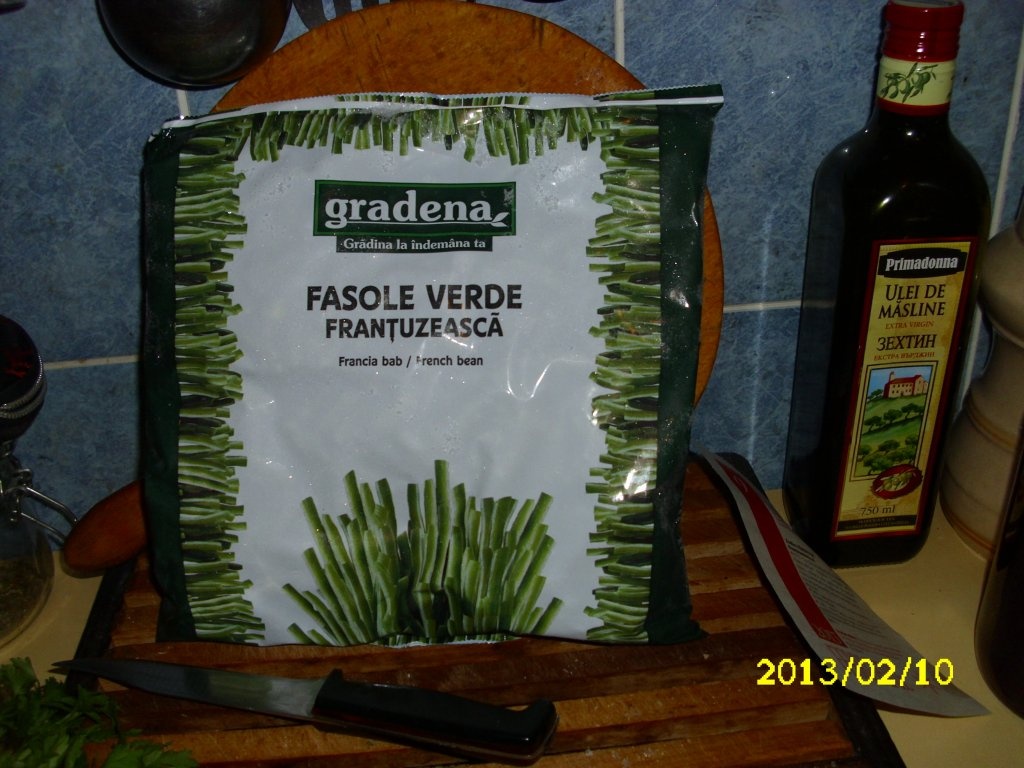 gradena
Grădina la îndemâna ta
FASOLE VERDE
FRANȚUZEASCĂ
Francia bab / French bean
Primadonna
ULEI DE
MĂSLINE
EXTRA VIRGIN
ЗЕХТИН
ЕКСТРА ВЪРДЖИН
750 ml
2013/02/10